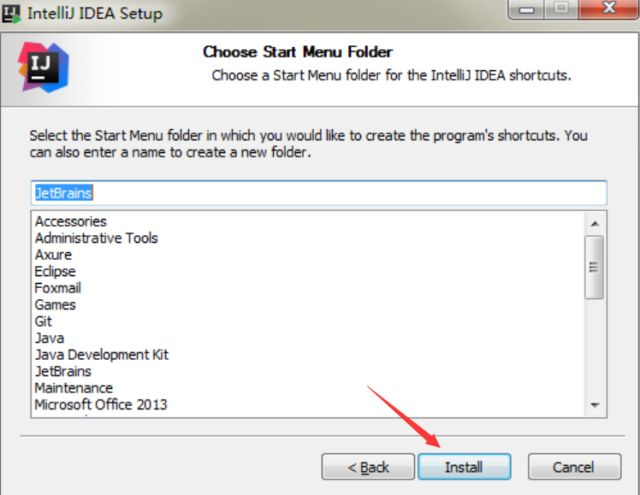 IntelliJ IDEA Setup
Choose Start Menu Folder
Choose a Start Menu folder for the IntelliJ IDEA shortcuts.
IJ
Select the Start Menu folder in which you would like to create the program's shortcuts. You
can also enter a name to create a new folder.
JetBrains
Accessories
Administrative Tools
Axure
Eclipse
Foxmail
Games
Git
Java
Java Development Kit
JetBrains
Maintenance
Microsoft Office 2013
< Back
Install
Cancel